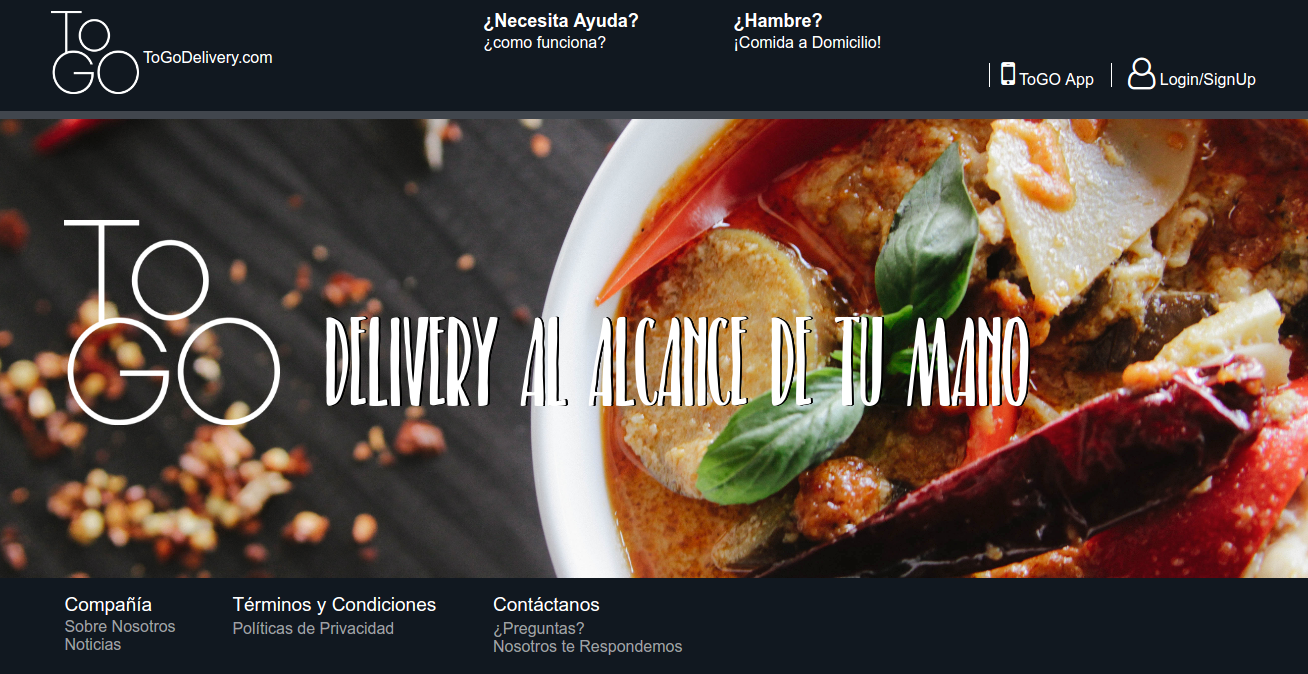 TO
GO
ToGoDelivery.com
¿Necesita Ayuda?
¿como funciona?
¿Hambre?
¡Comida a Domicilio!
ToGO App
Login/SignUp
TO
GO
DELIVERY AL ALCANCE DE TU MANO
Compañía
Sobre Nosotros
Noticias
Términos y Condiciones
Políticas de Privacidad
Contáctanos
¿Preguntas?
Nosotros te Respondemos